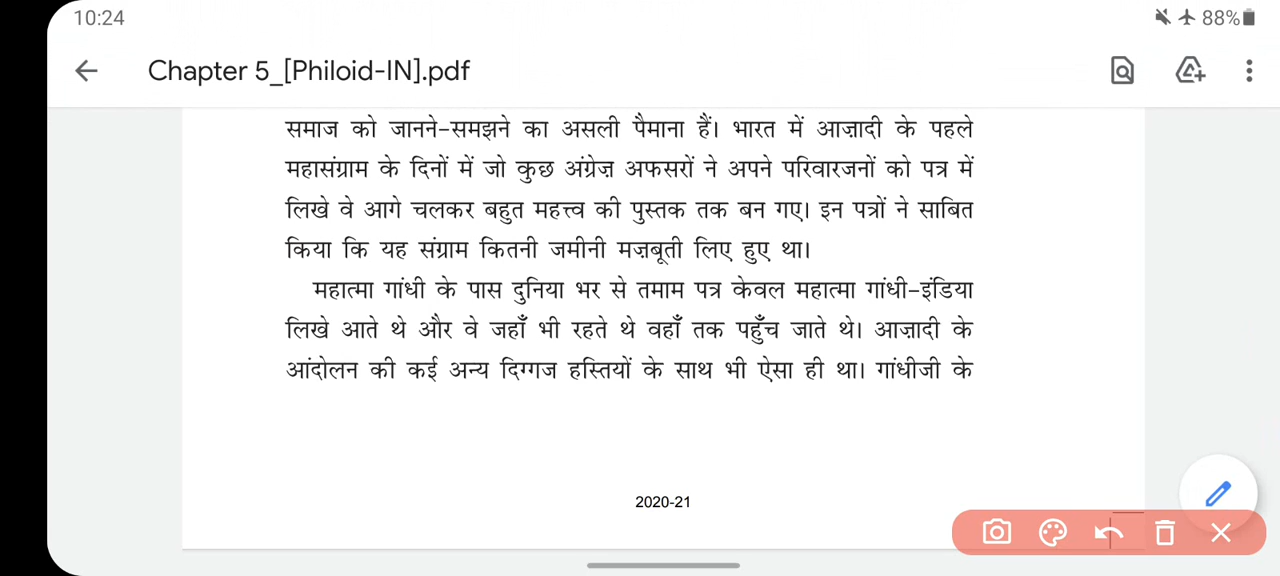 10:24
88%
Chapter 5_[Philoid-IN].pdf
समाज को जानने-समझने का असली पैमाना हैं। भारत में आज़ादी के पहले
महासंग्राम के दिनों में जो कुछ अंग्रेज़ अफसरों ने अपने परिवारजनों को पत्र में
लिखे वे आगे चलकर बहुत महत्त्व की पुस्तक तक बन गए। इन पत्रों ने साबित
किया कि यह संग्राम कितनी जमीनी मज़बूती लिए हुए था।
महात्मा गांधी के पास दुनिया भर से तमाम पत्र केवल महात्मा गांधी-इंडिया
लिखे आते थे और वे जहाँ भी रहते थे वहाँ तक पहुँच जाते थे। आज़ादी के
आंदोलन की कई अन्य दिग्गज हस्तियों के साथ भी ऐसा ही था। गांधीजी के
2020-21